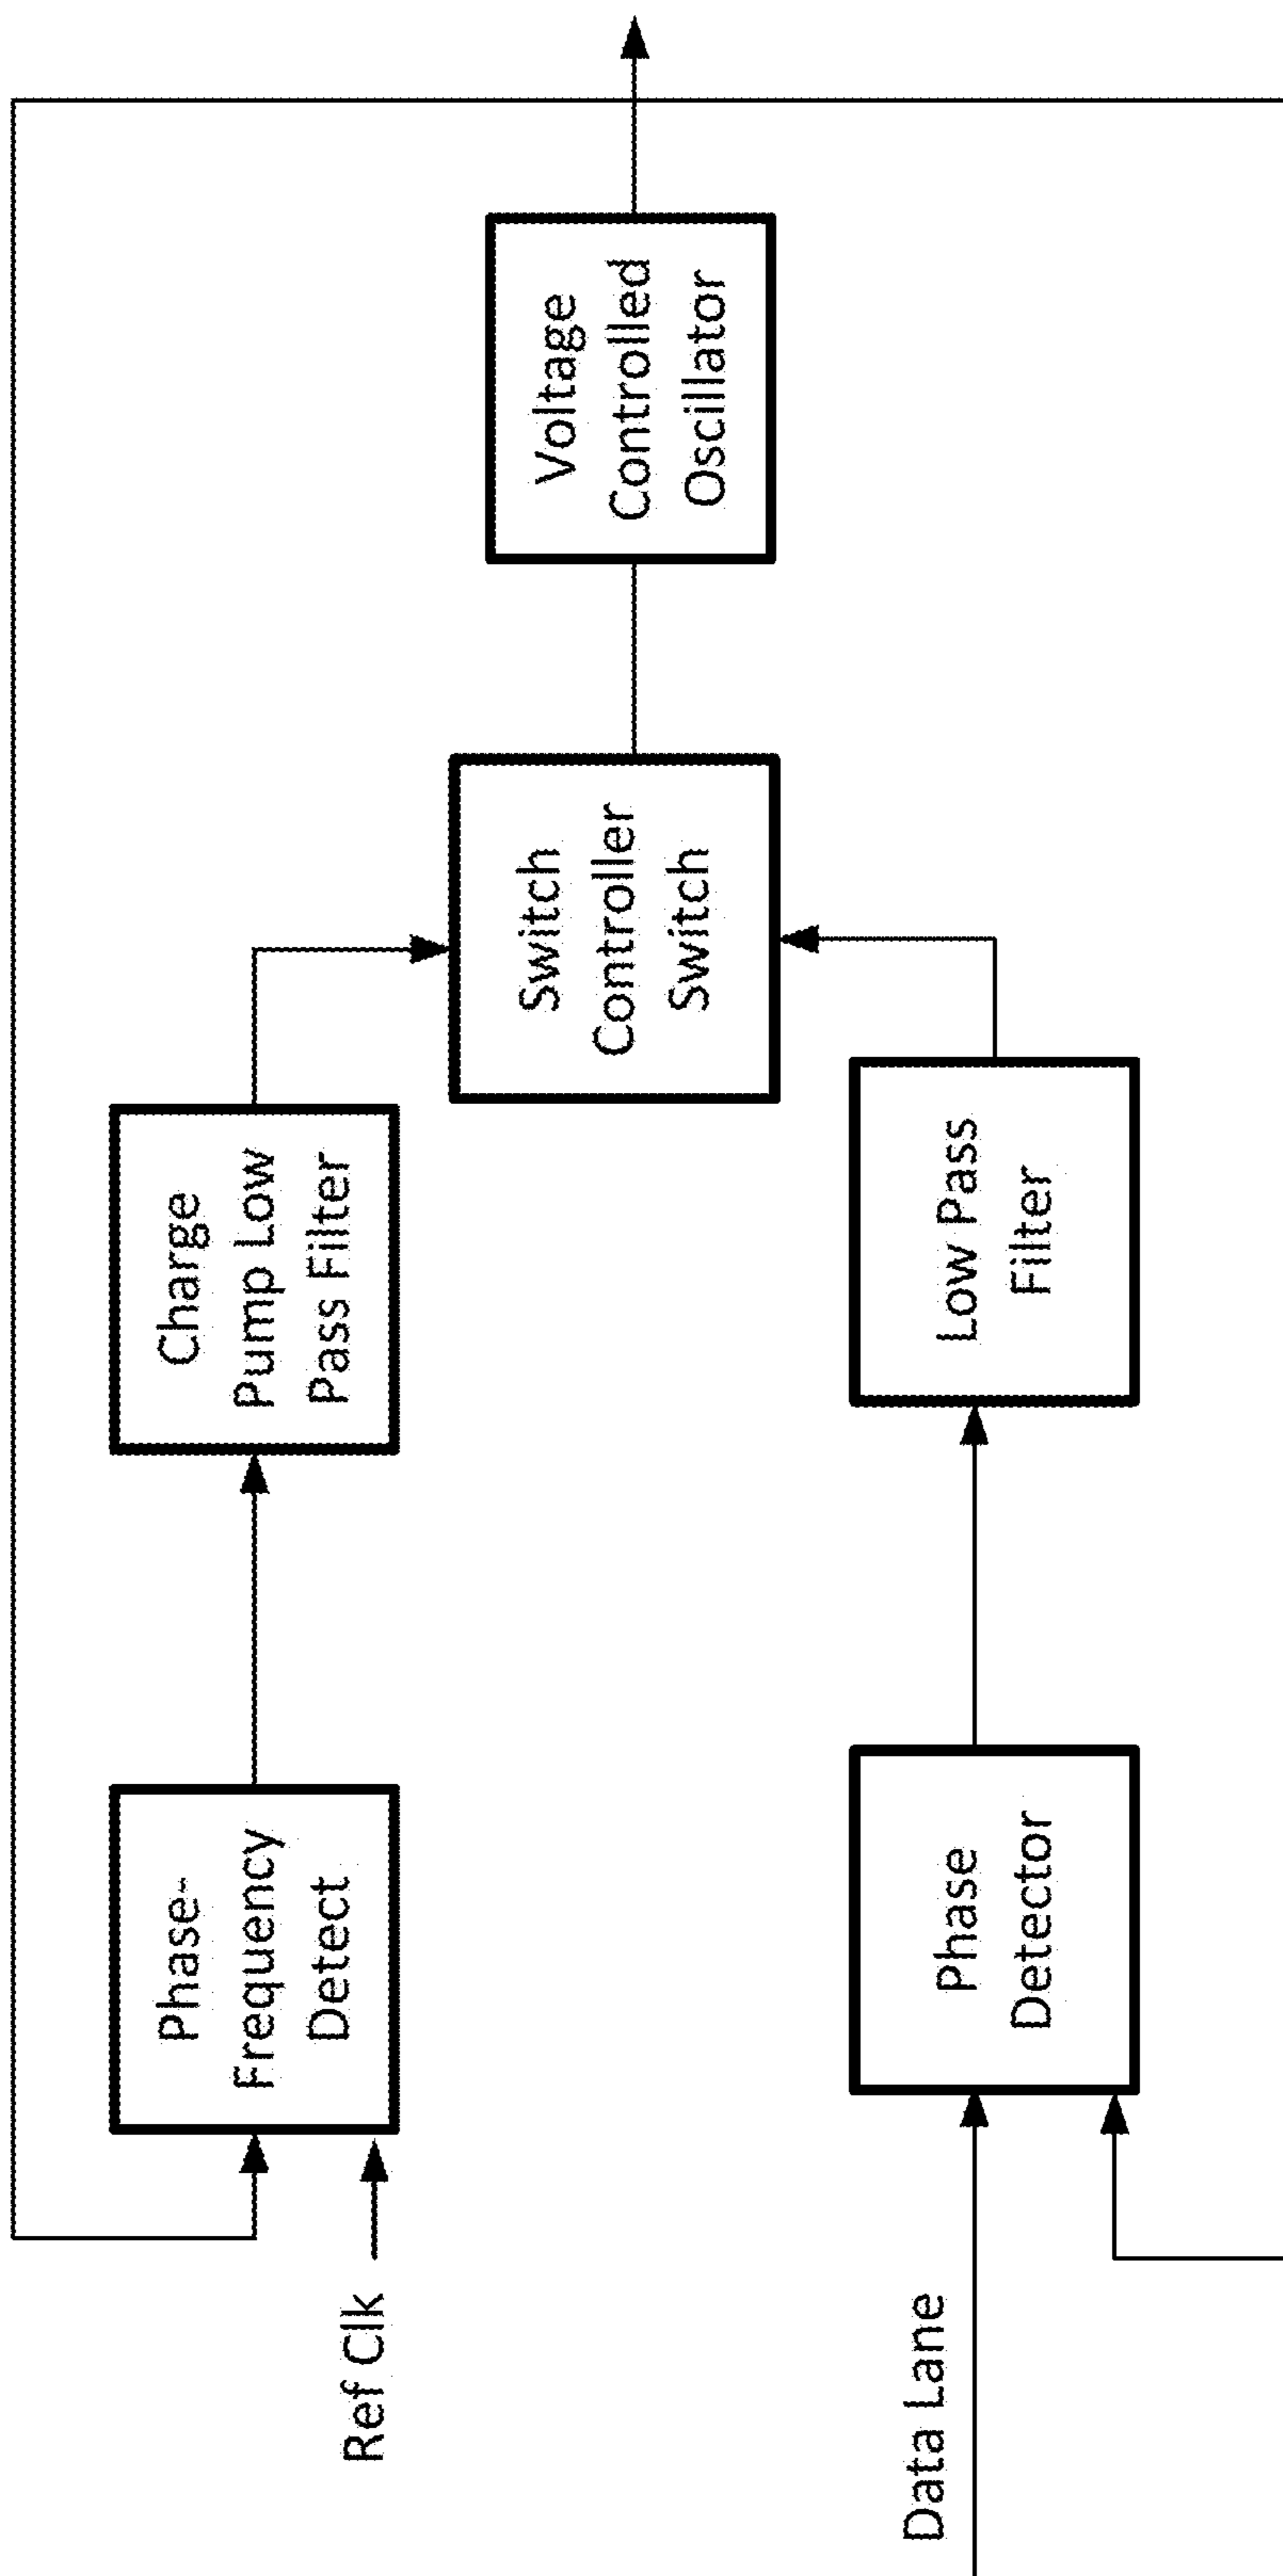 Phase-
Frequency
Detect
Charge
Pump Low
Pass Filter
Ref Clk
Switch
Controller
Switch
Voltage
Controlled
Oscillator
Data Lane
Phase
Detector
Low Pass
Filter